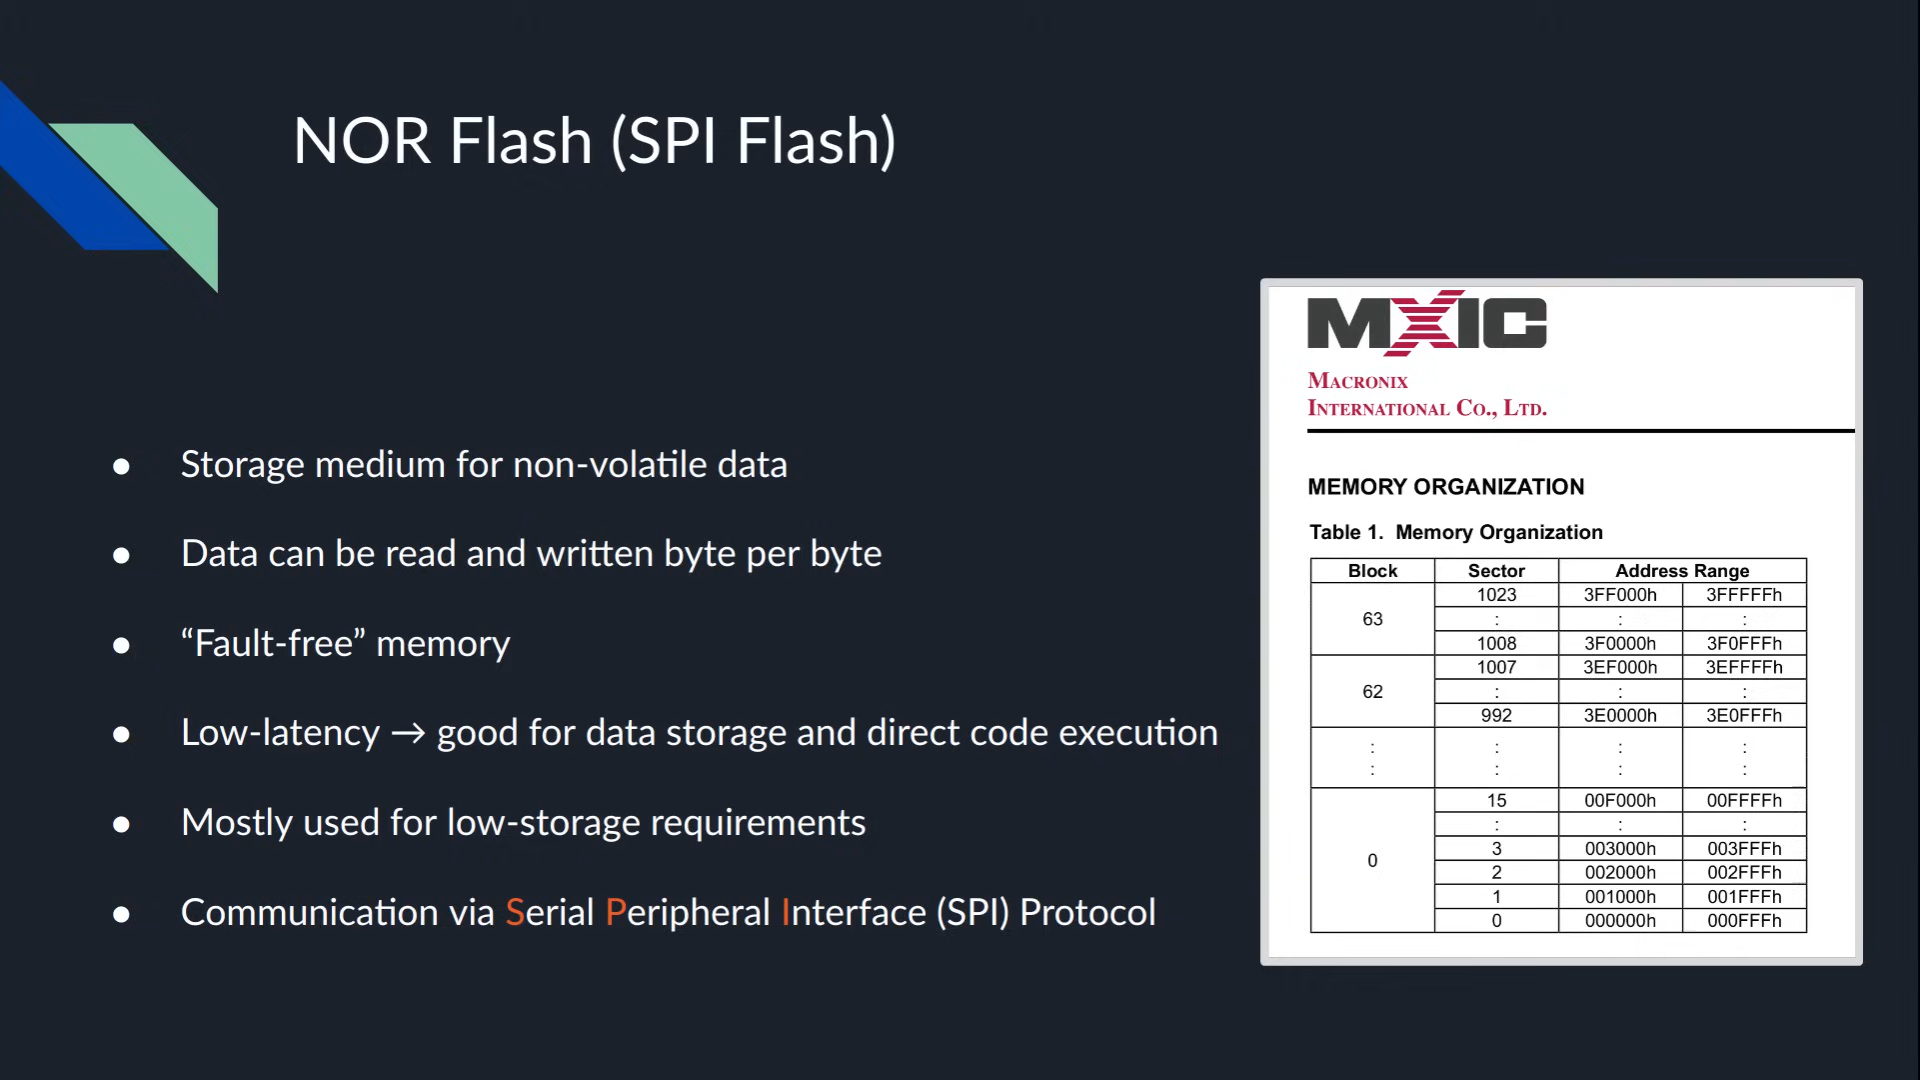 NOR Flash (SPI Flash)
● Storage medium for non-volatile data
● Data can be read and written byte per byte
● “Fault-free” memory
● Low-latency → good for data storage and direct code execution
● Mostly used for low-storage requirements
● Communication via Serial Peripheral Interface (SPI) Protocol
MXIC
MACRONIX
INTERNATIONAL CO., LTD.
MEMORY ORGANIZATION
Table 1. Memory Organization
Block Sector Address Range
63
1023 3FF000h 3FFFFFh
: : :
1008 3F0000h 3F0FFFh
62
1007 3EF000h 3EFFFFh
: : :
992 3E0000h 3E0FFFh
: : : :
: : : :
0
15 00F000h 00FFFFh
: : :
3 003000h 003FFFh
2 002000h 002FFFh
1 001000h 001FFFh
0 000000h 000FFFh